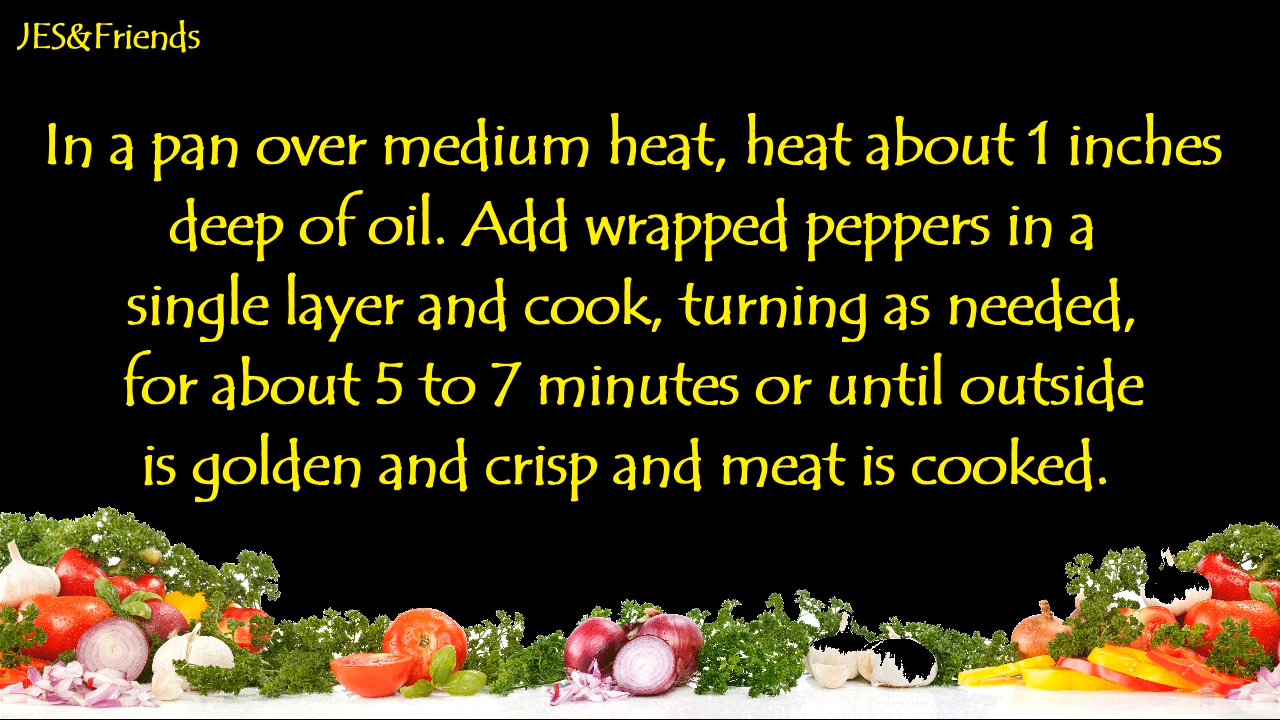 JES&Friends
In a pan over medium heat, heat about 1 inches
deep of oil. Add wrapped peppers in a
single layer and cook, turning as needed,
for about 5 to 7 minutes or until outside
is golden and crisp and meat is cooked.